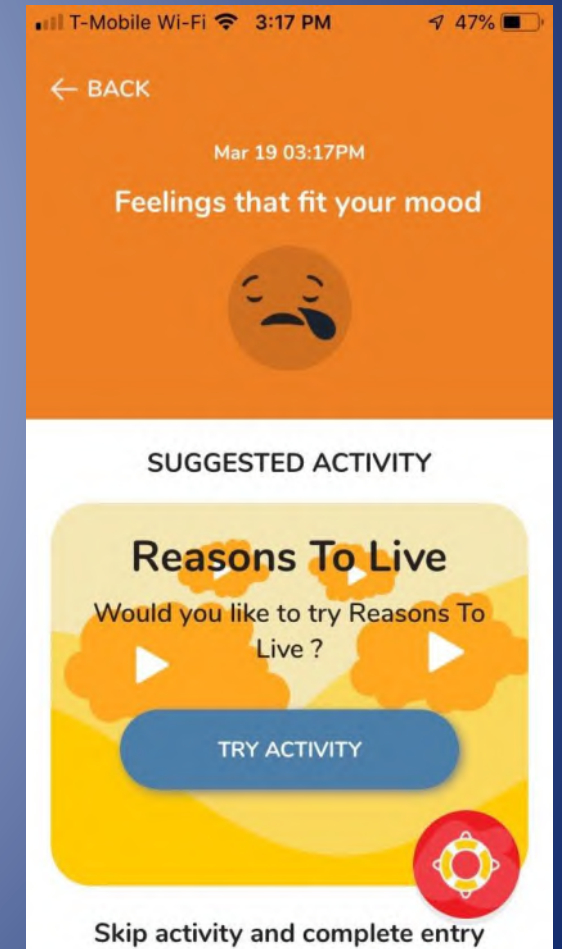 T-Mobile Wi-Fi 3:17 PM 47%
← BACK
Mar 19 03:17PM
Feelings that fit your mood
SUGGESTED ACTIVITY
Reasons To Live
Would you like to try Reasons To
Live ?
TRY ACTIVITY
Skip activity and complete entry